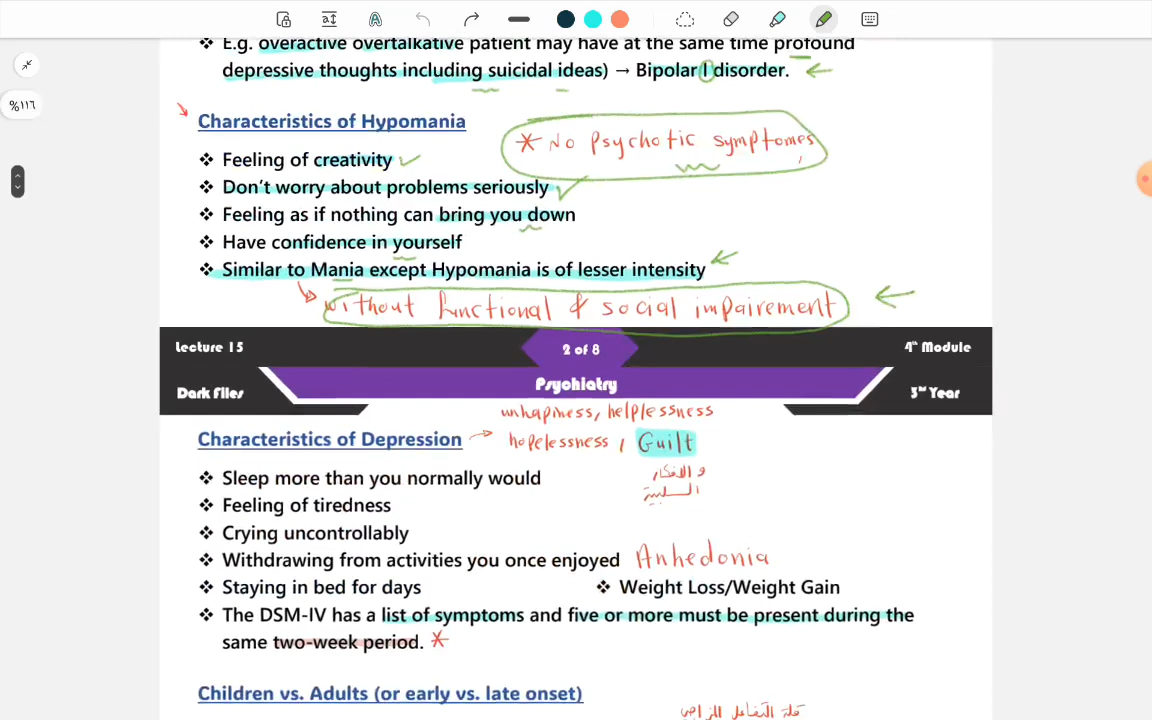 %١١٦
❖ E.g. overactive overtalkative patient may have at the same time profound
depressive thoughts including suicidal ideas) → Bipolar I disorder.
Characteristics of Hypomania
* No psychotic symptomes
❖ Feeling of creativity
❖ Don't worry about problems seriously
❖ Feeling as if nothing can bring you down
❖ Have confidence in yourself
❖ Similar to Mania except Hypomania is of lesser intensity
without functional & social impairement
Lecture 15
2 of 8
4th Module
Dark Files
Psychiatry
3rd Year
unhapiness, helplessness
Characteristics of Depression → hopelessness, Guilt
و الافكار
السلبية
❖ Sleep more than you normally would
❖ Feeling of tiredness
❖ Crying uncontrollably
❖ Withdrawing from activities you once enjoyed Anhedonia
❖ Staying in bed for days ❖ Weight Loss/Weight Gain
❖ The DSM-IV has a list of symptoms and five or more must be present during the
same two-week period. *
Children vs. Adults (or early vs. late onset)